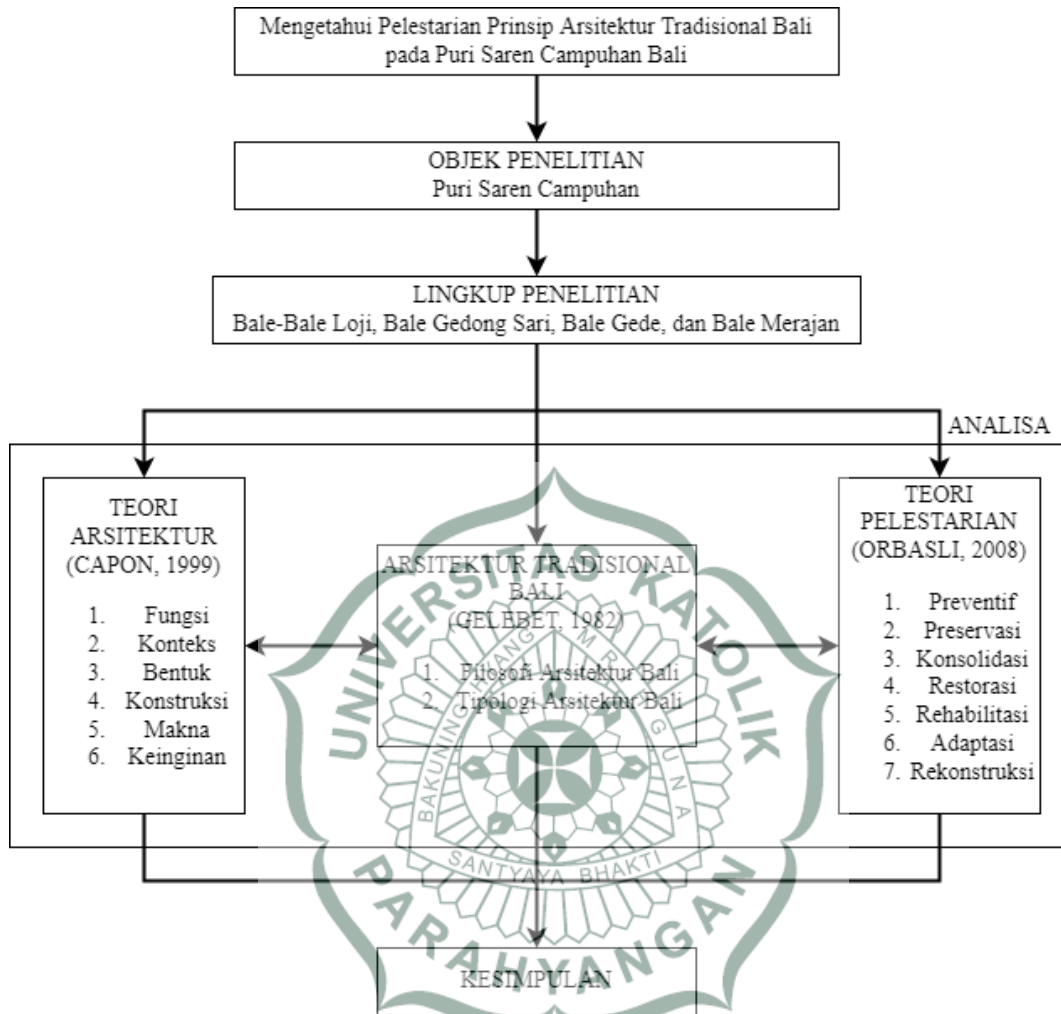 Mengetahui Pelestarian Prinsip Arsitektur Tradisional Bali
pada Puri Saren Campuhan Bali
OBJEK PENELITIAN
Puri Saren Campuhan
LINGKUP PENELITIAN
Bale-Bale Loji, Bale Gedong Sari, Bale Gede, dan Bale Merajan
ANALISA
TEORI
ARSITEKTUR
(CAPON, 1999)
1. Fungsi
2. Konteks
3. Bentuk
4. Konstruksi
5. Makna
6. Keinginan
ARSITEKTUR TRADISIONAL
BALI
(GELEBET, 1982)
1. Filosofi Arsitektur Bali
2. Tipologi Arsitektur Bali
TEORI
PELESTARIAN
(ORBASLI, 2008)
1. Preventif
2. Preservasi
3. Konsolidasi
4. Restorasi
5. Rehabilitasi
6. Adaptasi
7. Rekonstruksi
KESIMPULAN
UNIVERSITAS KATOLIK
PARAHYANGAN
BAKUNING
SANTYAYA BHAKTI